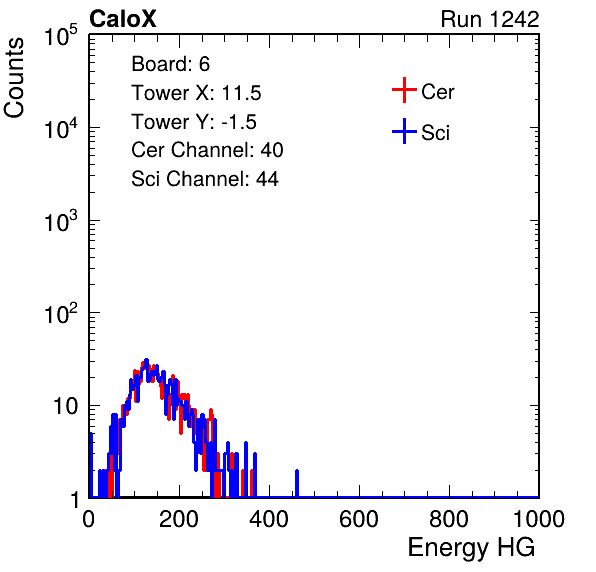 CaloX Run 1242
Counts
Board: 6
Tower X: 11.5
Tower Y: -1.5
Cer Channel: 40
Sci Channel: 44
Cer
Sci
10^5
10^4
10^3
10^2
10
1
0 200 400 600 800 1000
Energy HG